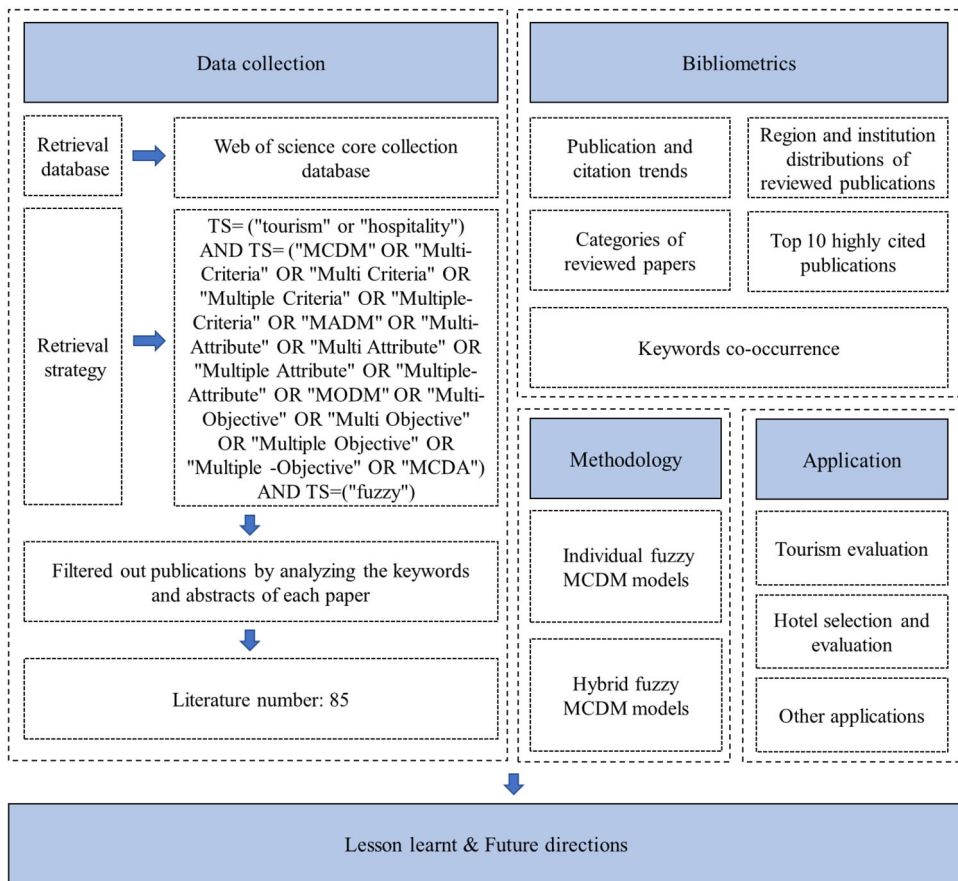 Data collection
Retrieval
database
Web of science core collection
database
Retrieval
strategy
TS= ("tourism" or "hospitality")
AND TS= ("MCDM" OR "Multi-
Criteria" OR "Multi Criteria" OR
"Multiple Criteria" OR "Multiple-
Criteria" OR "MADM" OR "Multi-
Attribute" OR "Multi Attribute" OR
"Multiple Attribute" OR "Multiple-
Attribute" OR "MODM" OR "Multi-
Objective" OR "Multi Objective"
OR "Multiple Objective" OR
"Multiple -Objective" OR "MCDA")
AND TS=("fuzzy")
Filtered out publications by analyzing the keywords
and abstracts of each paper
Literature number: 85
Bibliometrics
Publication and
citation trends
Region and institution
distributions of
reviewed publications
Categories of
reviewed papers
Top 10 highly cited
publications
Keywords co-occurrence
Methodology
Individual fuzzy
MCDM models
Hybrid fuzzy
MCDM models
Application
Tourism evaluation
Hotel selection and
evaluation
Other applications
Lesson learnt & Future directions